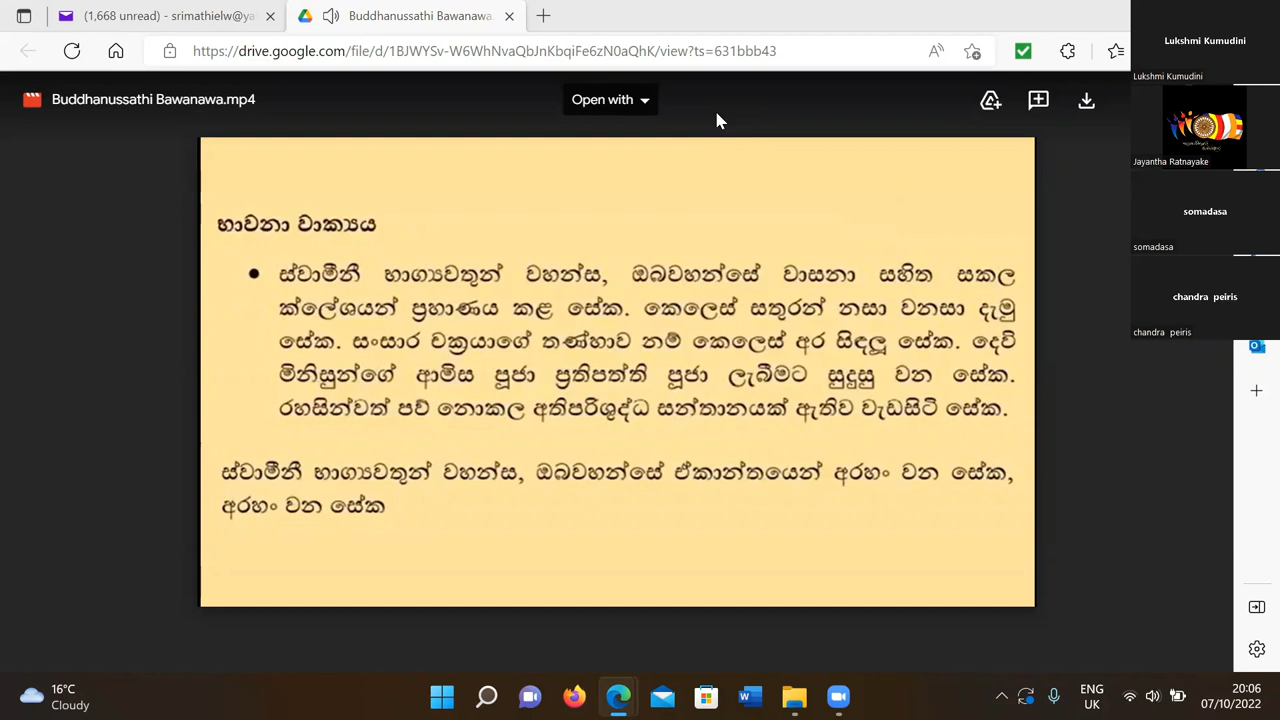 (1,668 unread) - srimathielw@ya
Buddhanussathi Bawanawa.
https://drive.google.com/file/d/1BJWYSv-W6WhNvaQbJnKbqiFe6zN0aQhK/view?ts=631bbb43
Buddhanussathi Bawanawa.mp4
Open with
Lukshmi Kumudini
Lukshmi Kumudini
Jayantha Ratnayake
somadasa
somadasa
chandra peiris
chandra peiris
භාවනා වාක්‍යය
ස්වාමීනී භාග්‍යවතුන් වහන්ස, ඔබවහන්සේ වාසනා සහිත සකල
ක්ලේශයන් ප්‍රහාණය කළ සේක. කෙලෙස් සතුරන් නසා වනසා දැමු
සේක. සංසාර චක්‍රයාගේ තණ්හාව නම් කෙලෙස් අර සිඳලූ සේක. දෙවි
මිනිසුන්ගේ ආමිස පූජා ප්‍රතිපත්ති පූජා ලැබීමට සුදුසු වන සේක.
රහසින්වත් පව් නොකල අතිපරිශුද්ධ සන්තානයක් ඇතිව වැඩසිටි සේක.
ස්වාමීනී භාග්‍යවතුන් වහන්ස, ඔබවහන්සේ ඒකාන්තයෙන් අරහං වන සේක,
අරහං වන සේක
16°C
Cloudy
ENG
UK
20:06
07/10/2022